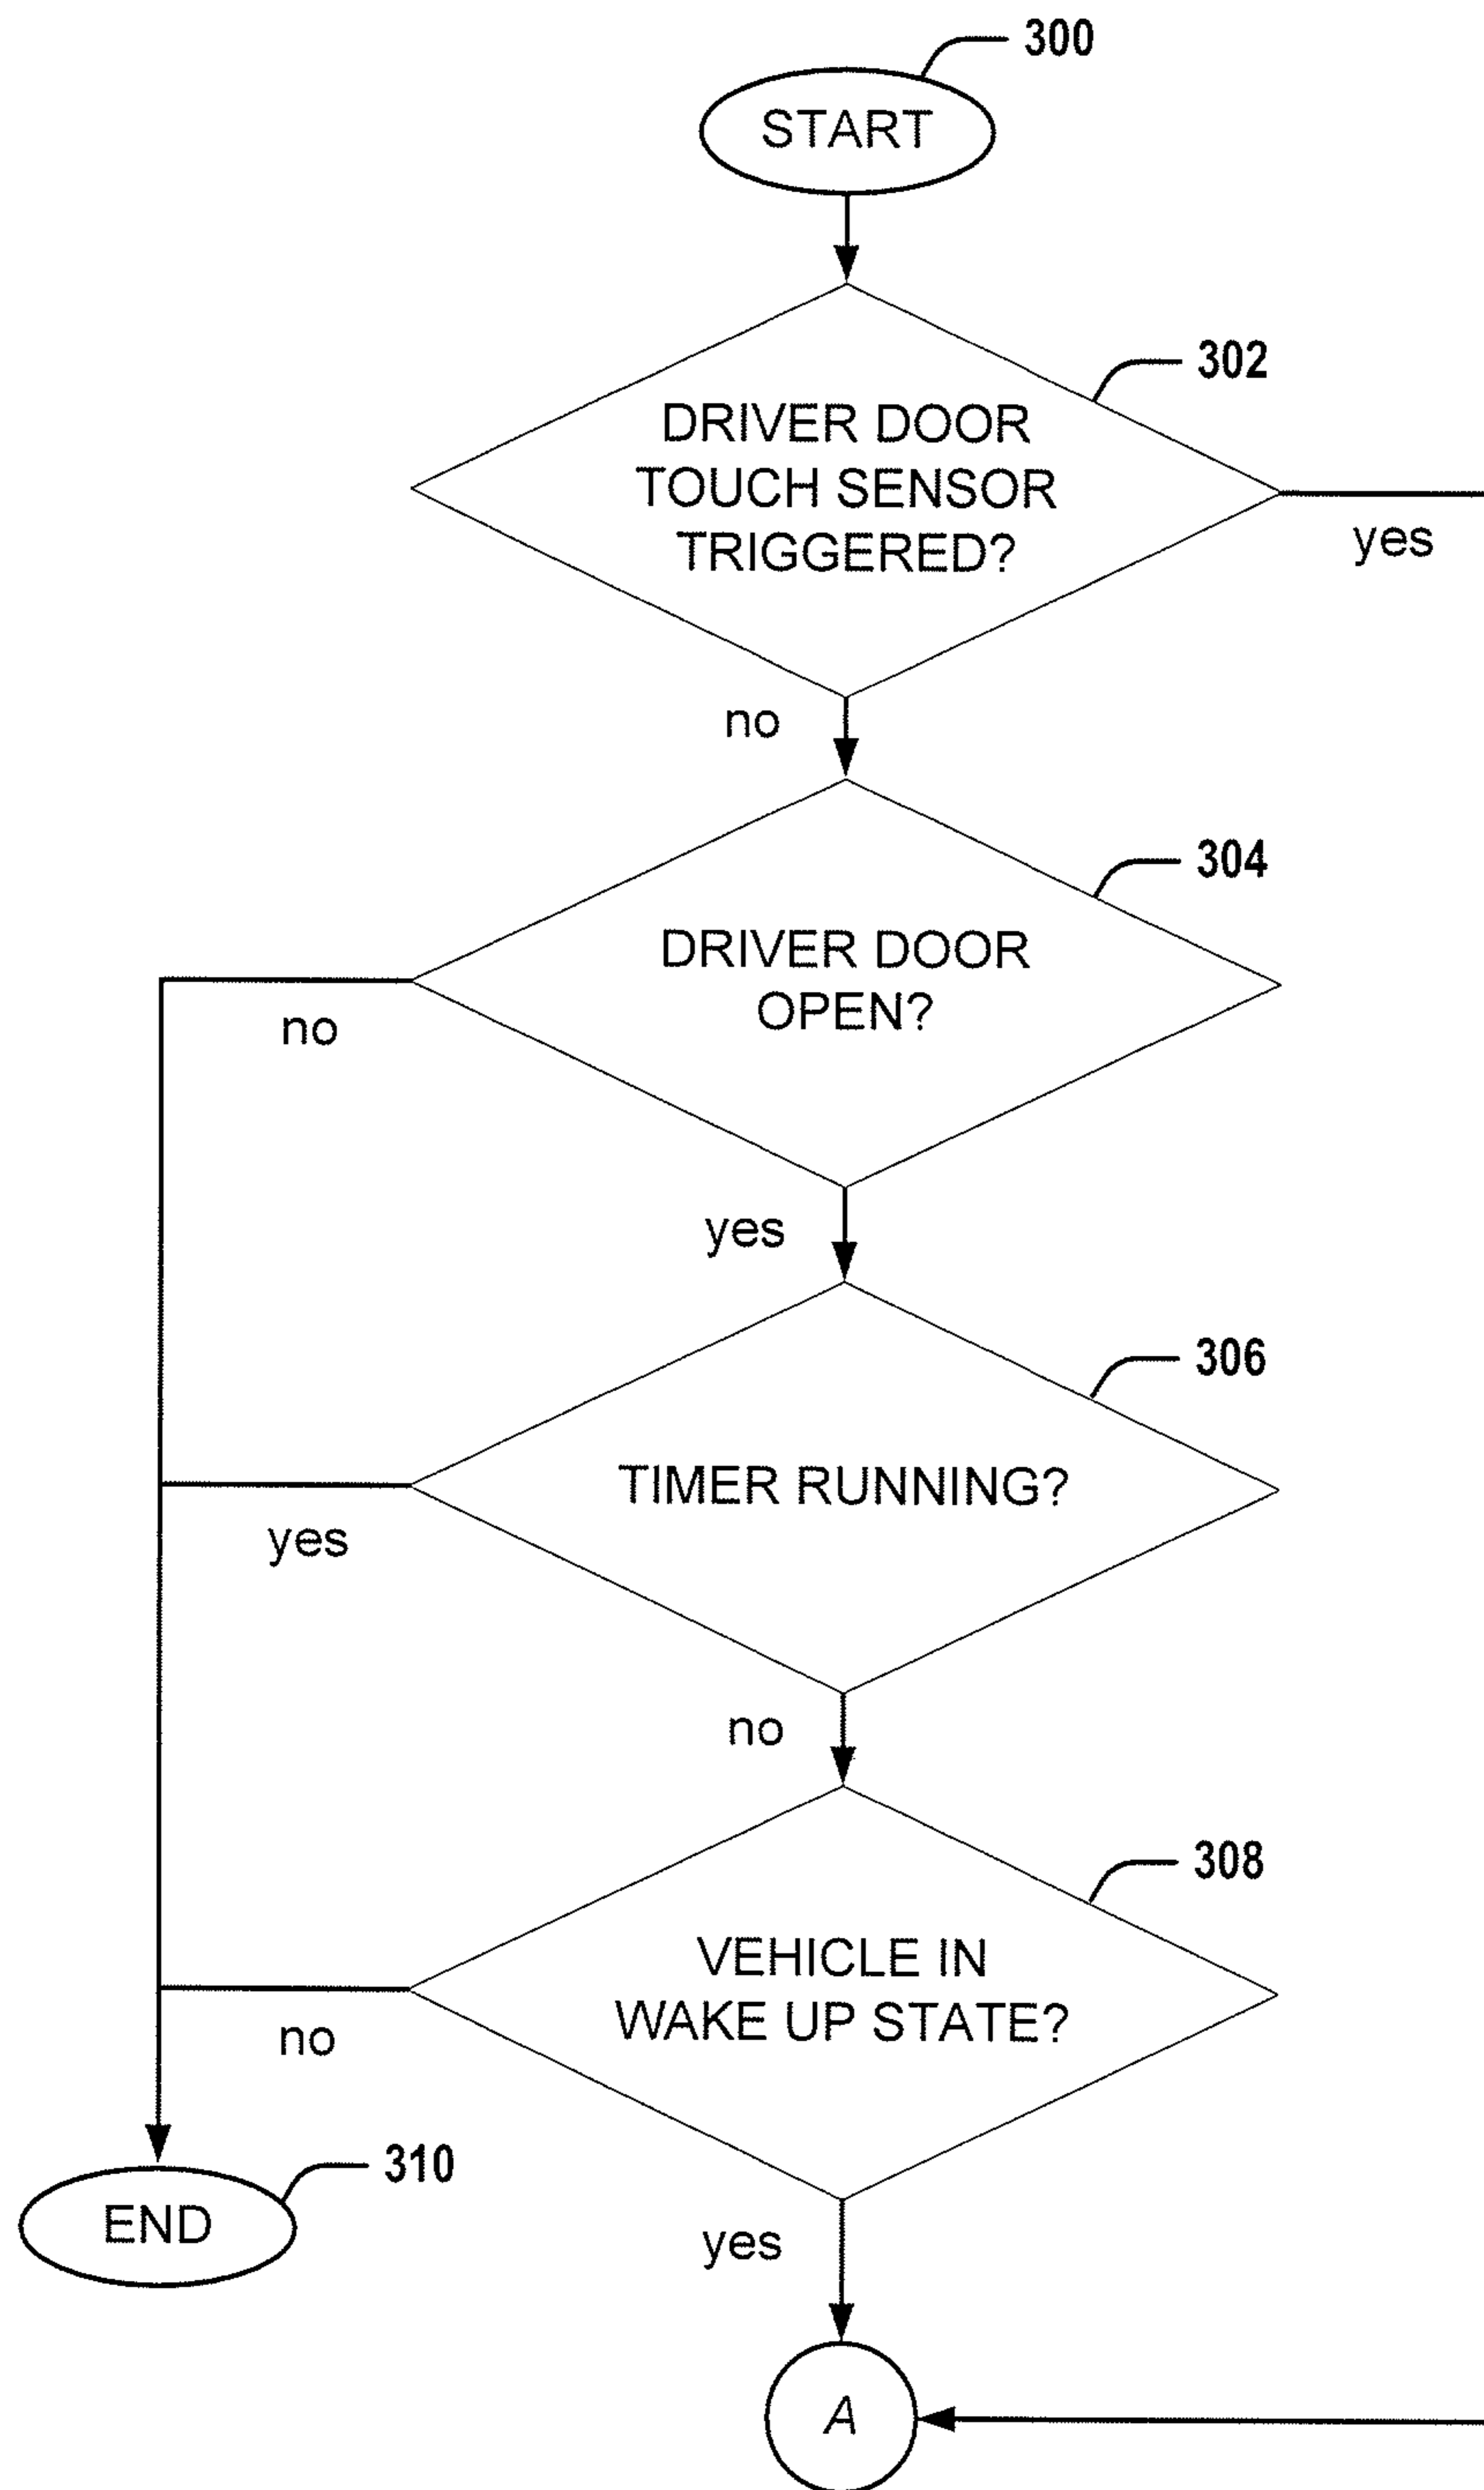 300
START
302
DRIVER DOOR
TOUCH SENSOR
TRIGGERED?
yes
no
304
DRIVER DOOR
OPEN?
no
yes
306
TIMER RUNNING?
yes
no
308
VEHICLE IN
WAKE UP STATE?
no
310
END
yes
A